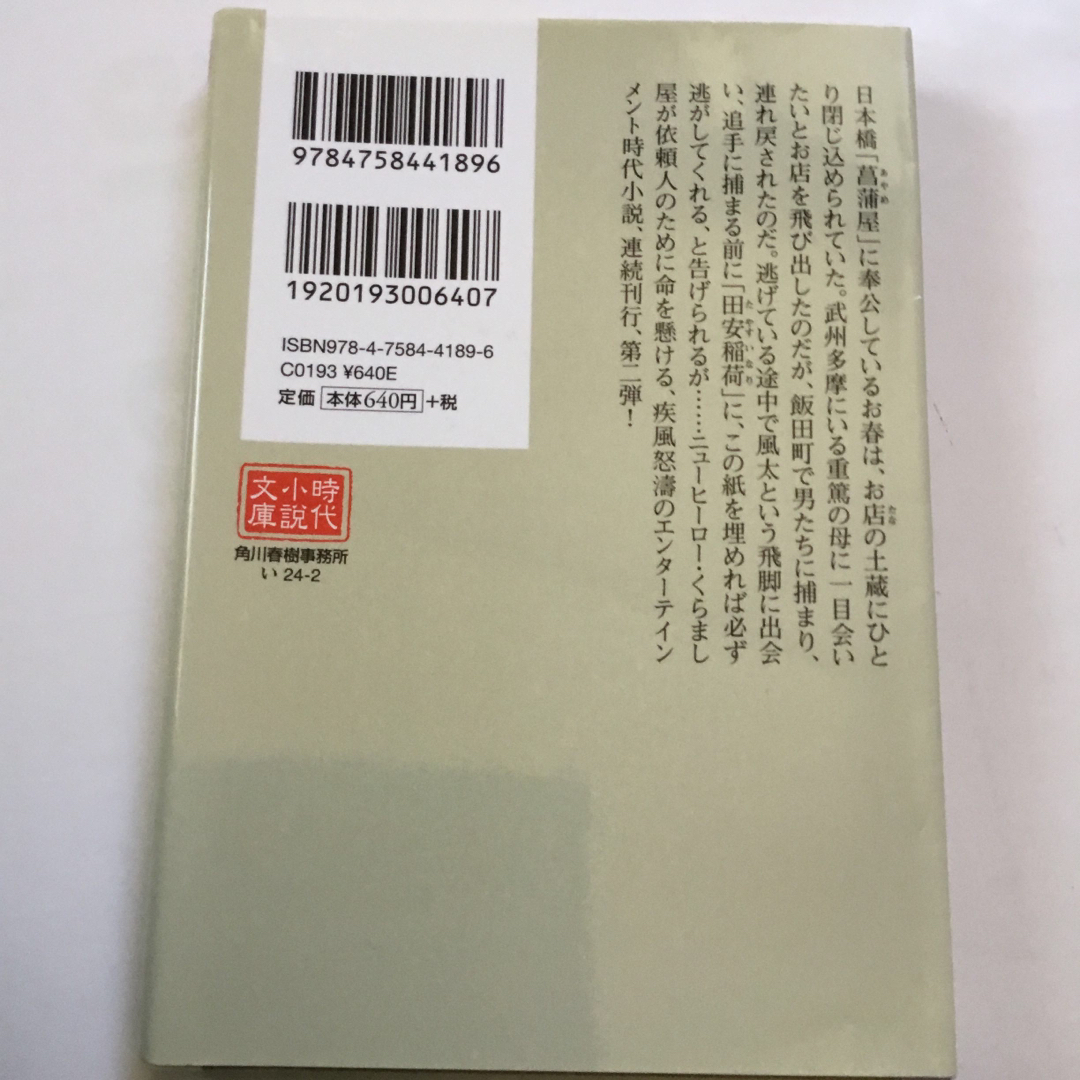 日本橋「菖蒲屋」に奉公しているお春は、お店の土蔵にひと
あやめ
たな
り閉じ込められていた。武州多摩にいる重篤の母に一目会い
たいとお店を飛び出したのだが、飯田町で男たちに捕まり、
連れ戻されたのだ。逃げている途中で風太という飛脚に出会
い、追手に捕まる前に「田安稲荷」に、この紙を埋めれば必ず
たやすいなり
逃がしてくれる、と告げられるが……ニューヒーロー・くらまし
屋が依頼人のために命を懸ける、疾風怒濤のエンターテイン
メント時代小説、連続刊行、第二弾!
9784758441896
1920193006407
ISBN978-4-7584-4189-6
C0193 ¥640E
定価 本体640円 +税
時代
小説
文庫
角川春樹事務所
い 24-2